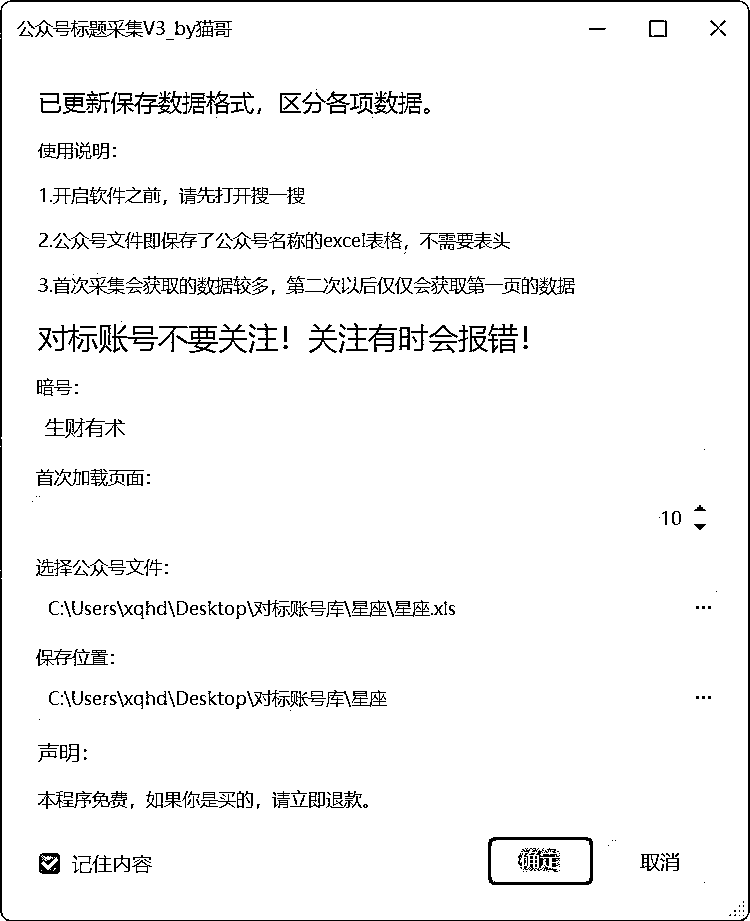 公众号标题采集V3_by猫哥
已更新保存数据格式，区分各项数据。
使用说明：
1.开启软件之前，请先打开搜一搜
2.公众号文件即保存了公众号名称的excel表格，不需要表头
3.首次采集会获取的数据较多，第二次以后仅仅会获取第一页的数据
对标账号不要关注！关注有时会报错！
暗号：
生财有术
首次加载页面：
10
选择公众号文件：
C:\Users\xqhd\Desktop\对标账号库\星座\星座.xls
...
保存位置：
C:\Users\xqhd\Desktop\对标账号库\星座
...
声明：
本程序免费，如果你是买的，请立即退款。
记住内容
确定
取消